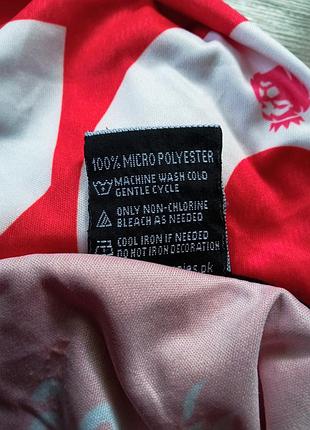 100% MICRO POLYESTER
MACHINE WASH COLD
GENTLE CYCLE
ONLY NON-CHLORINE
BLEACH AS NEEDED
COOL IRON IF NEEDED
DO NOT IRON DECORATION